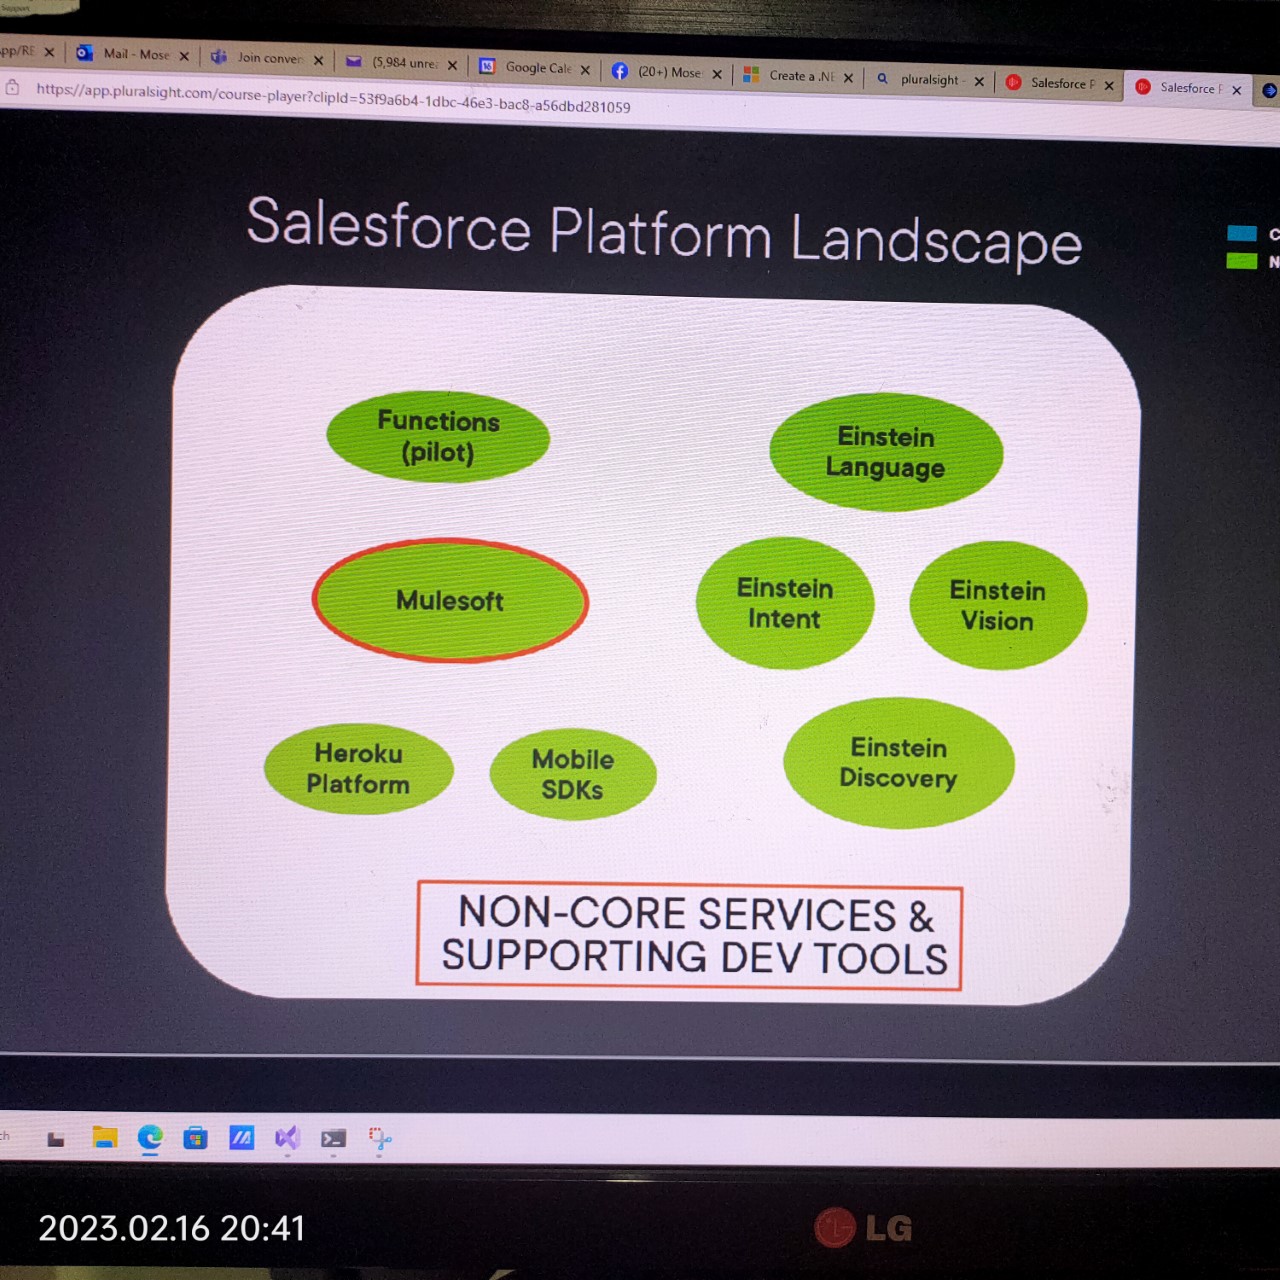 Support
pp/RE
Mail - Mose
Join conver
(5,984 unre
Google Cale
(20+) Mose
Create a .NE
pluralsight -
Salesforce P
Salesforce F
https://app.pluralsight.com/course-player?clipId=53f9a6b4-1dbc-46e3-bac8-a56dbd281059
Salesforce Platform Landscape
C
N
Functions
(pilot)
Einstein
Language
Mulesoft
Einstein
Intent
Einstein
Vision
Heroku
Platform
Mobile
SDKs
Einstein
Discovery
NON-CORE SERVICES &
SUPPORTING DEV TOOLS
ch
2023.02.16 20:41
LG